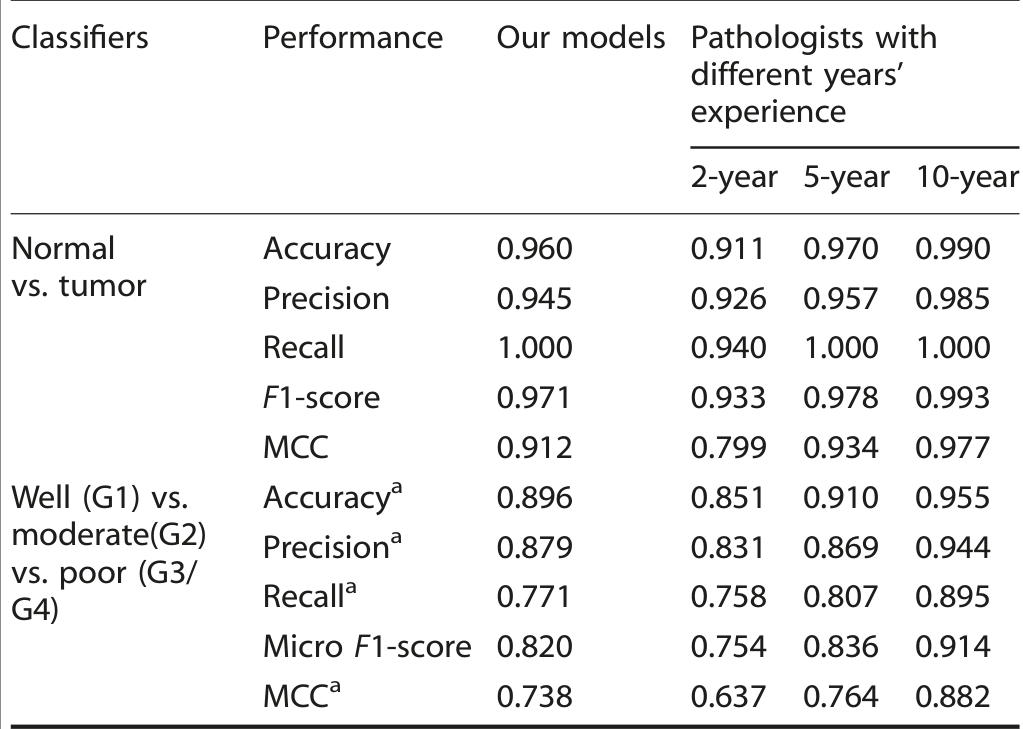 Classifiers Performance Our models Pathologists with
different years’
experience
2-year 5-year 10-year
Normal Accuracy 0.960 0.911 0.970 0.990
vs. tumor
Precision 0.945 0.926 0.957 0.985
Recall 1.000 0.940 1.000 1.000
F1-score 0.971 0.933 0.978 0.993
MCC 0.912 0.799 0.934 0.977
Well (G1) vs. Accuracyᵃ 0.896 0.851 0.910 0.955
moderate(G2)
Precisionᵃ 0.879 0.831 0.869 0.944
vs. poor (G3/
Recallᵃ 0.771 0.758 0.807 0.895
G4)
Micro F1-score 0.820 0.754 0.836 0.914
MCCᵃ 0.738 0.637 0.764 0.882